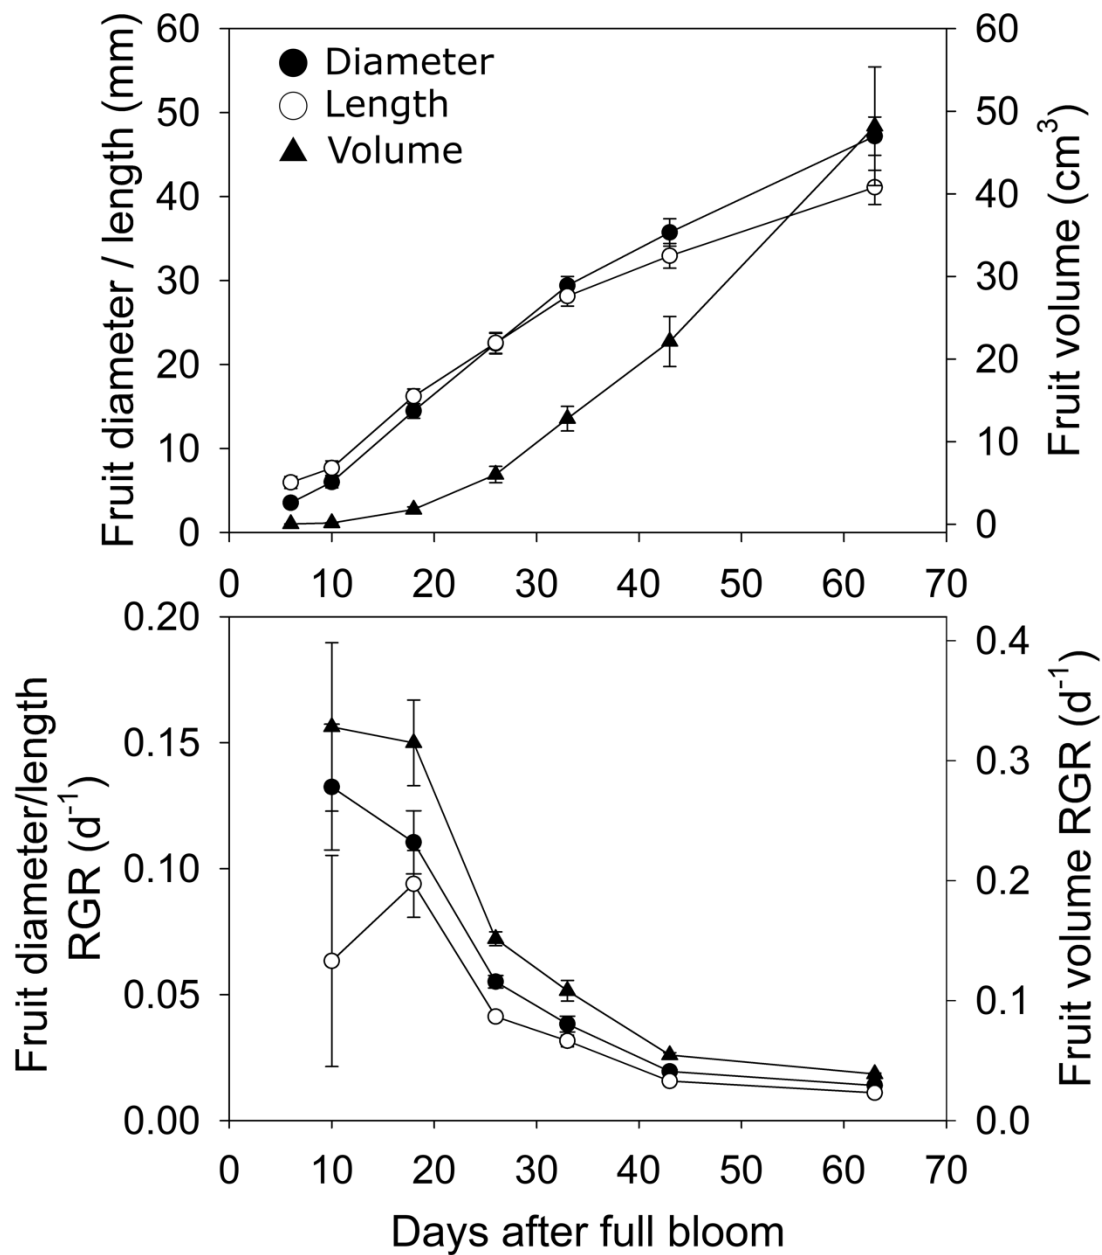 Fruit diameter / length (mm)
60
50
40
30
20
10
0
Diameter
Length
Volume
60
50
40
30
20
10
0
Fruit volume (cm³)
0 10 20 30 40 50 60 70
Fruit diameter/length
RGR (d⁻¹)
0.20
0.15
0.10
0.05
0.00
0.4
0.3
0.2
0.1
0.0
Fruit volume RGR (d⁻¹)
0 10 20 30 40 50 60 70
Days after full bloom